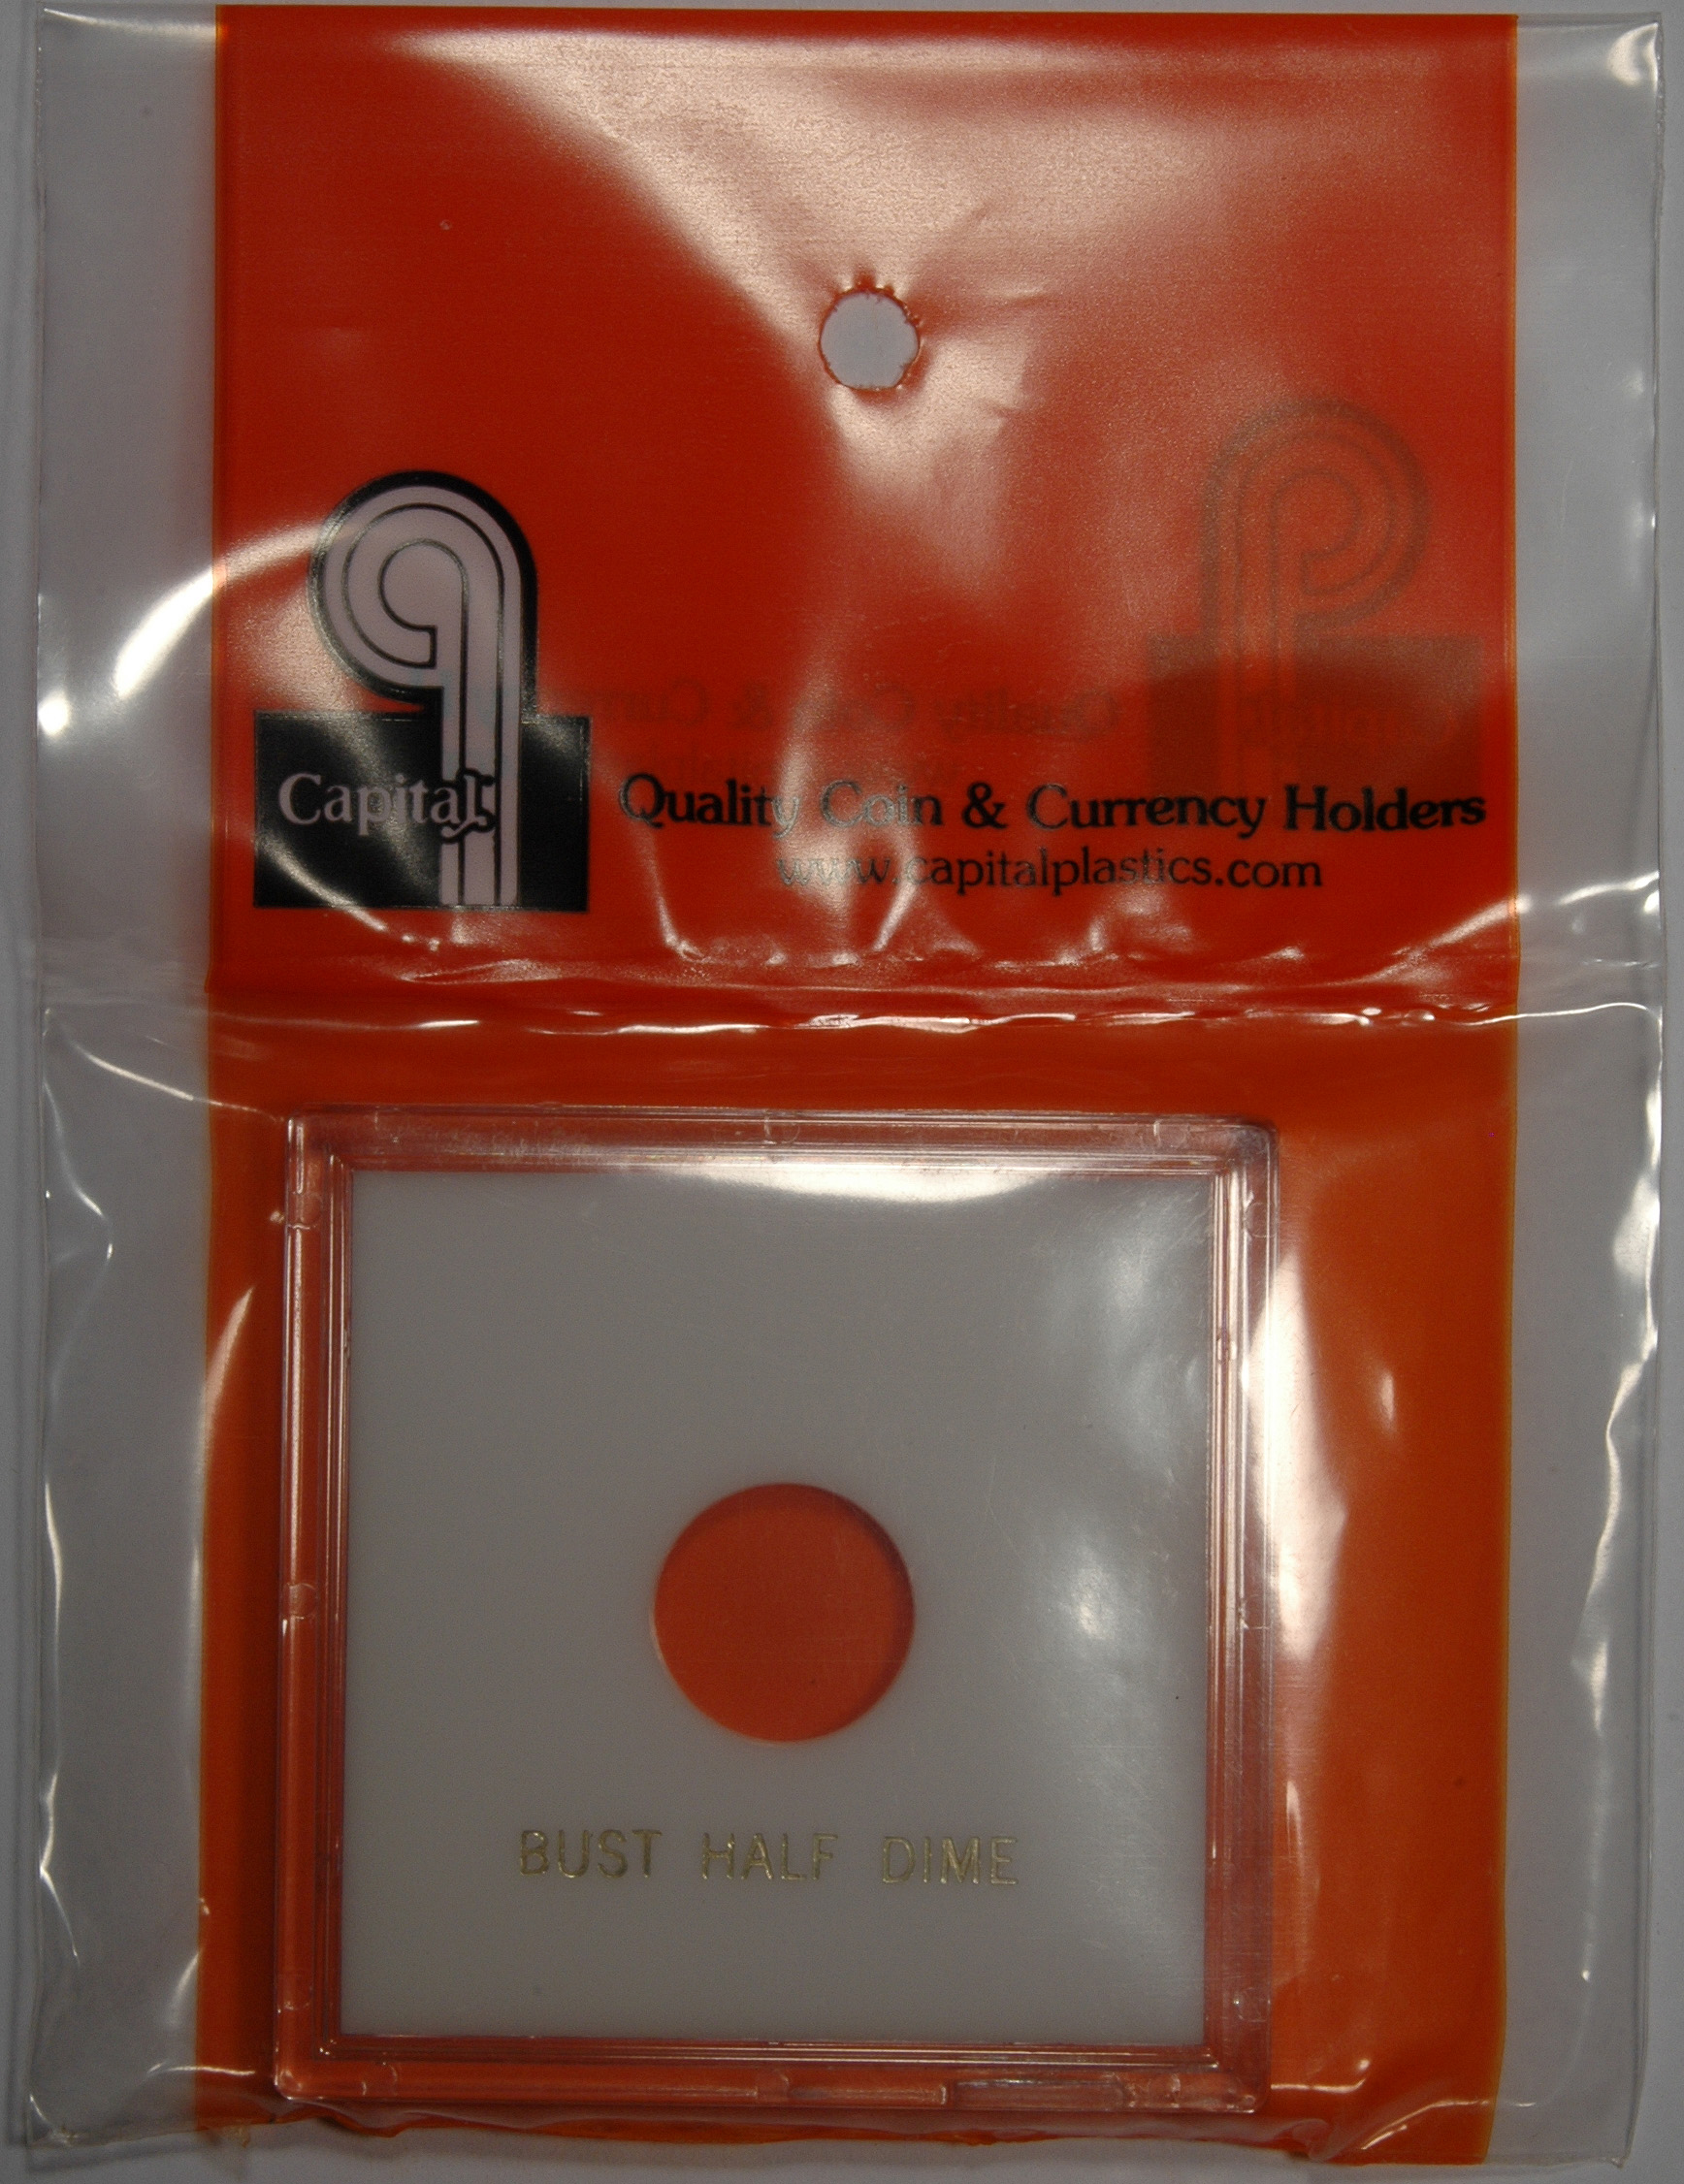 Capital
Quality Coin & Currency Holders
www.capitalplastics.com
BUST HALF DIME